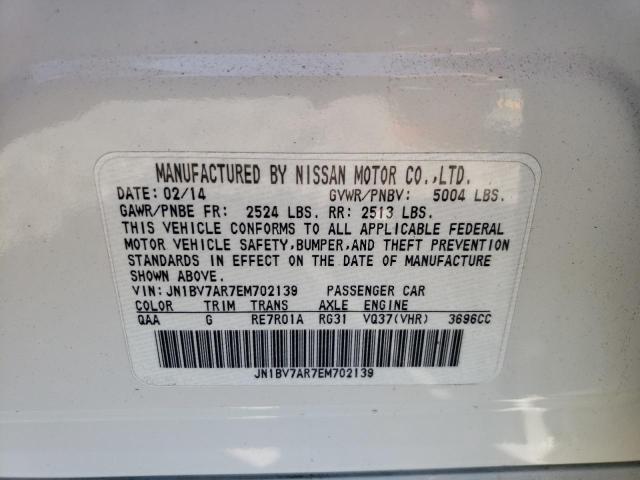 MANUFACTURED BY NISSAN MOTOR CO.,LTD.
DATE: 02/14 GVWR/PNBV: 5004 LBS.
GAWR/PNBE FR: 2524 LBS. RR: 2513 LBS.
THIS VEHICLE CONFORMS TO ALL APPLICABLE FEDERAL
MOTOR VEHICLE SAFETY,BUMPER,AND THEFT PREVENTION
STANDARDS IN EFFECT ON THE DATE OF MANUFACTURE
SHOWN ABOVE.
VIN:JN1BV7AR7EM702139 PASSENGER CAR
COLOR TRIM TRANS AXLE ENGINE
QAA G RE7R01A RG31 VQ37(VHR) 3696CC
JN1BV7AR7EM702139